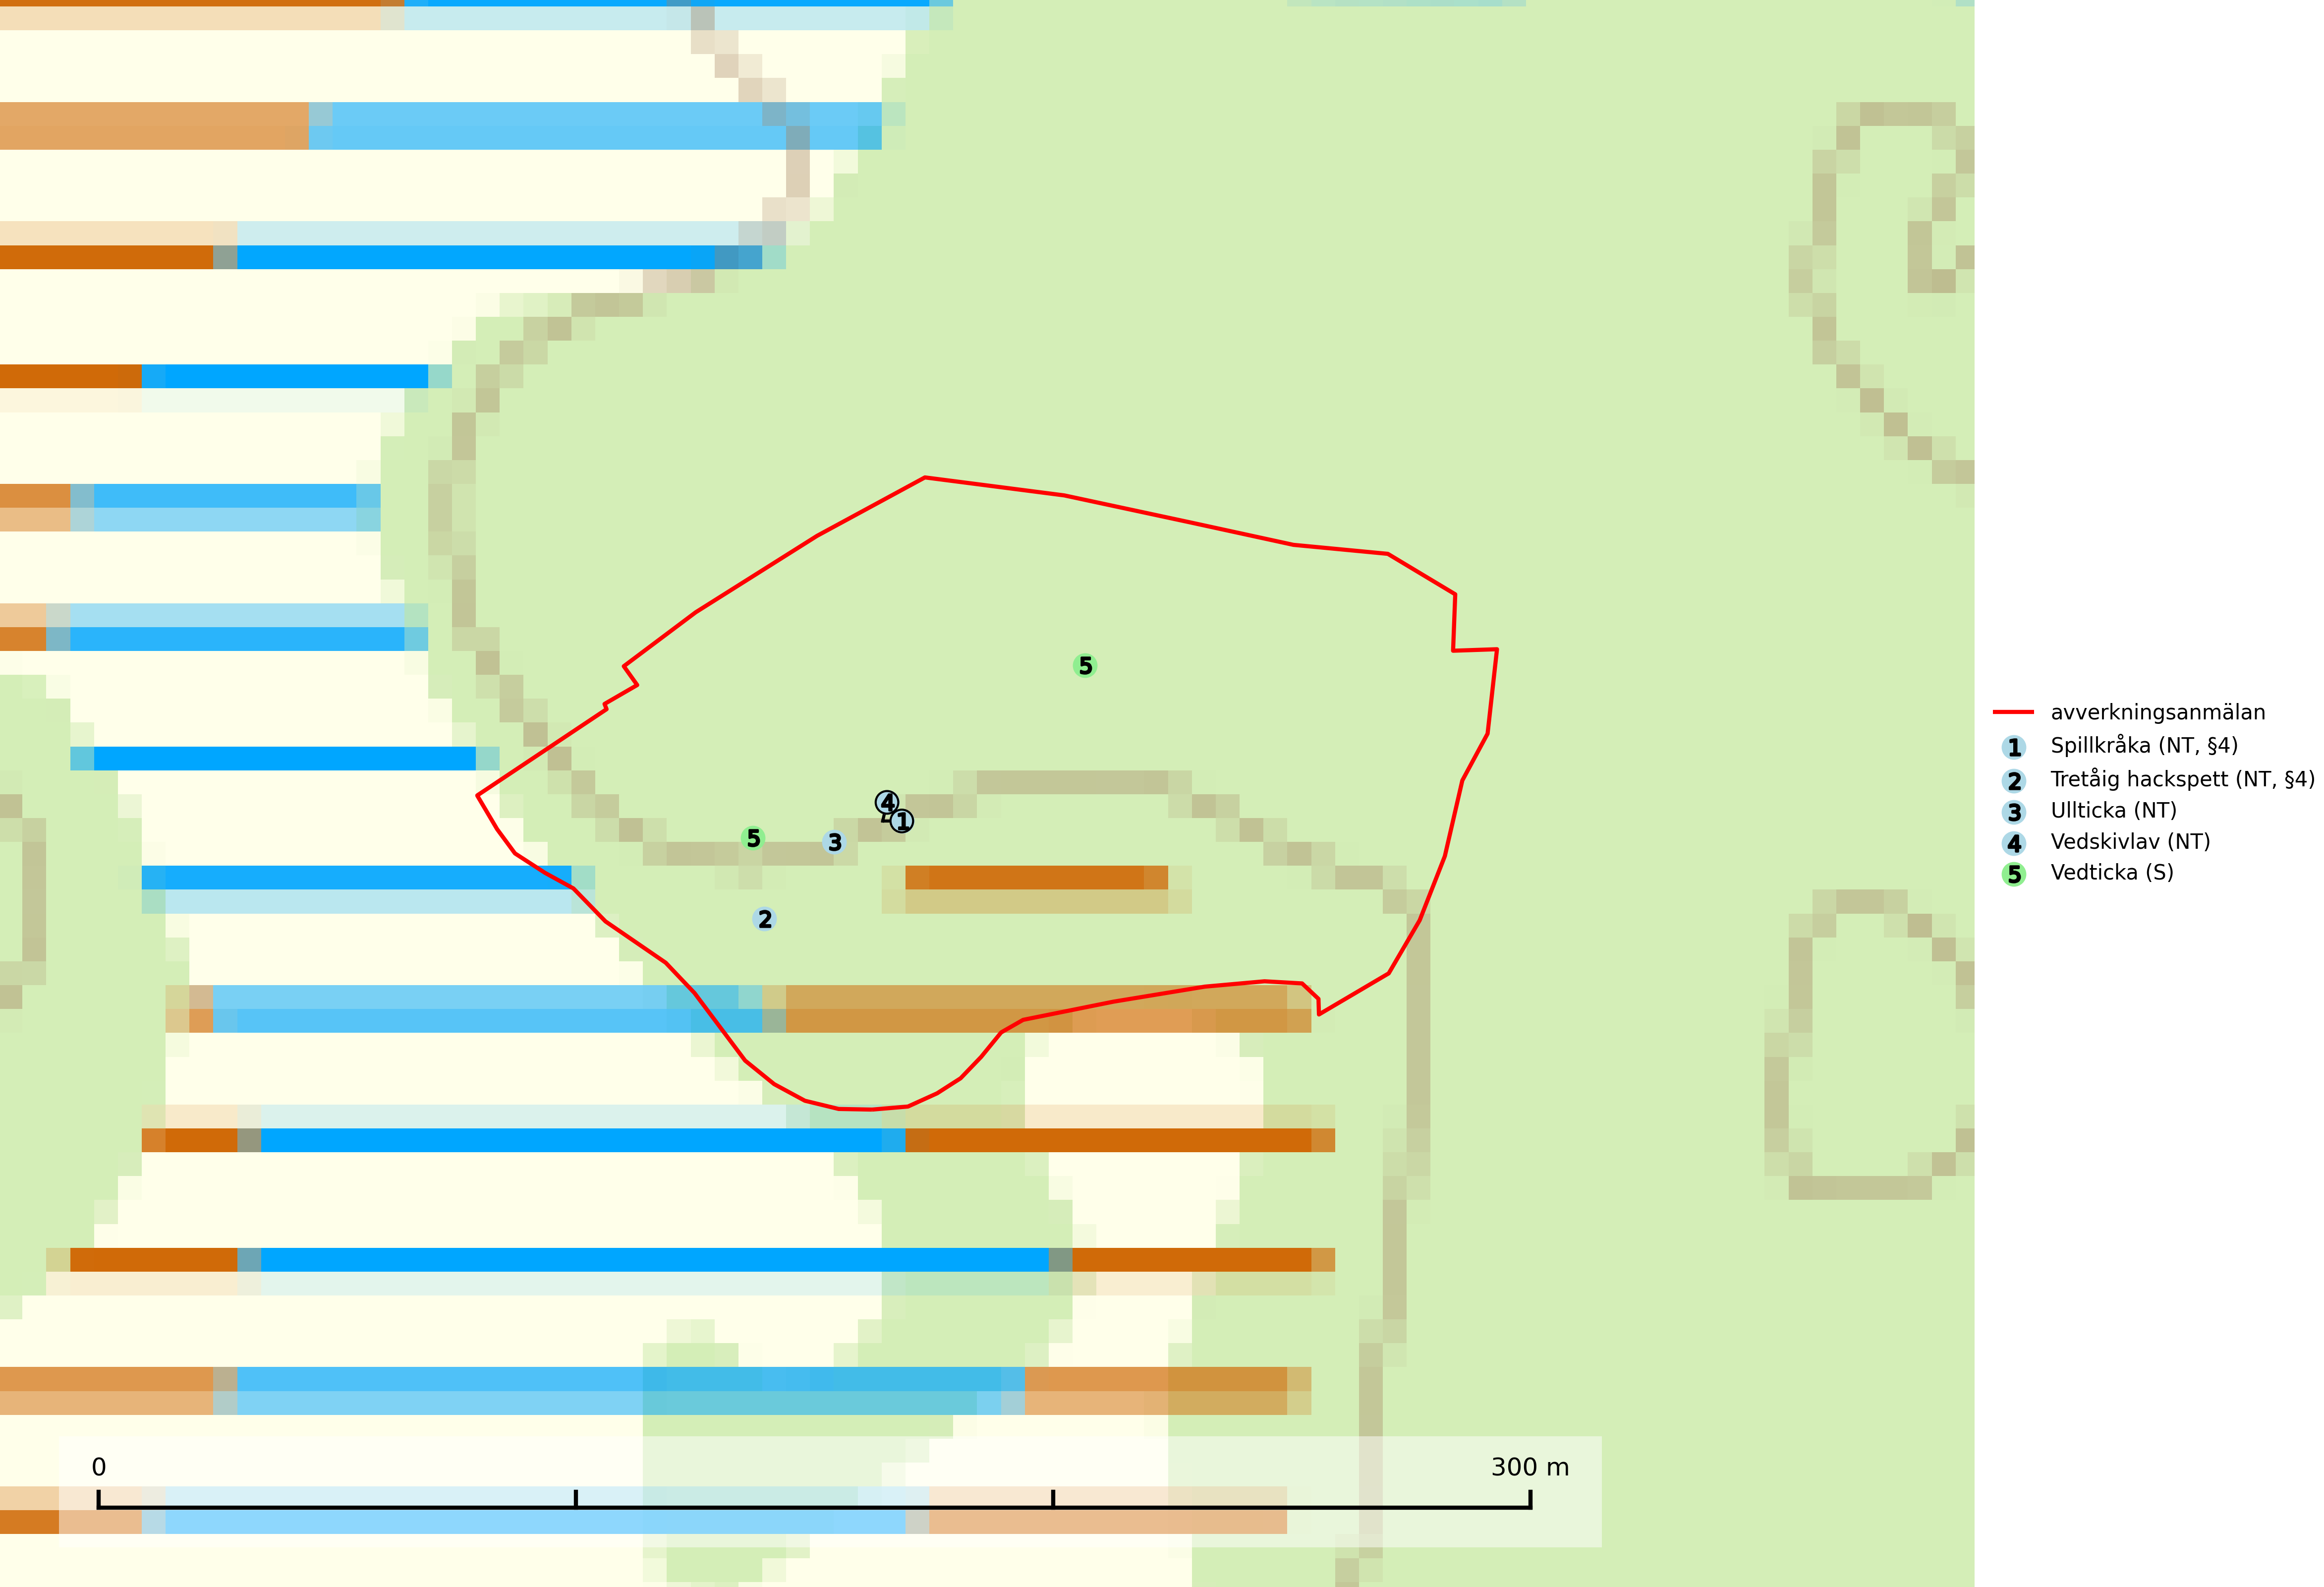 5
4
1
5
3
2
avverkningsanmälan
1 Spillkråka (NT, §4)
2 Tretåig hackspett (NT, §4)
3 Ullticka (NT)
4 Vedskivlav (NT)
5 Vedticka (S)
0 300 m